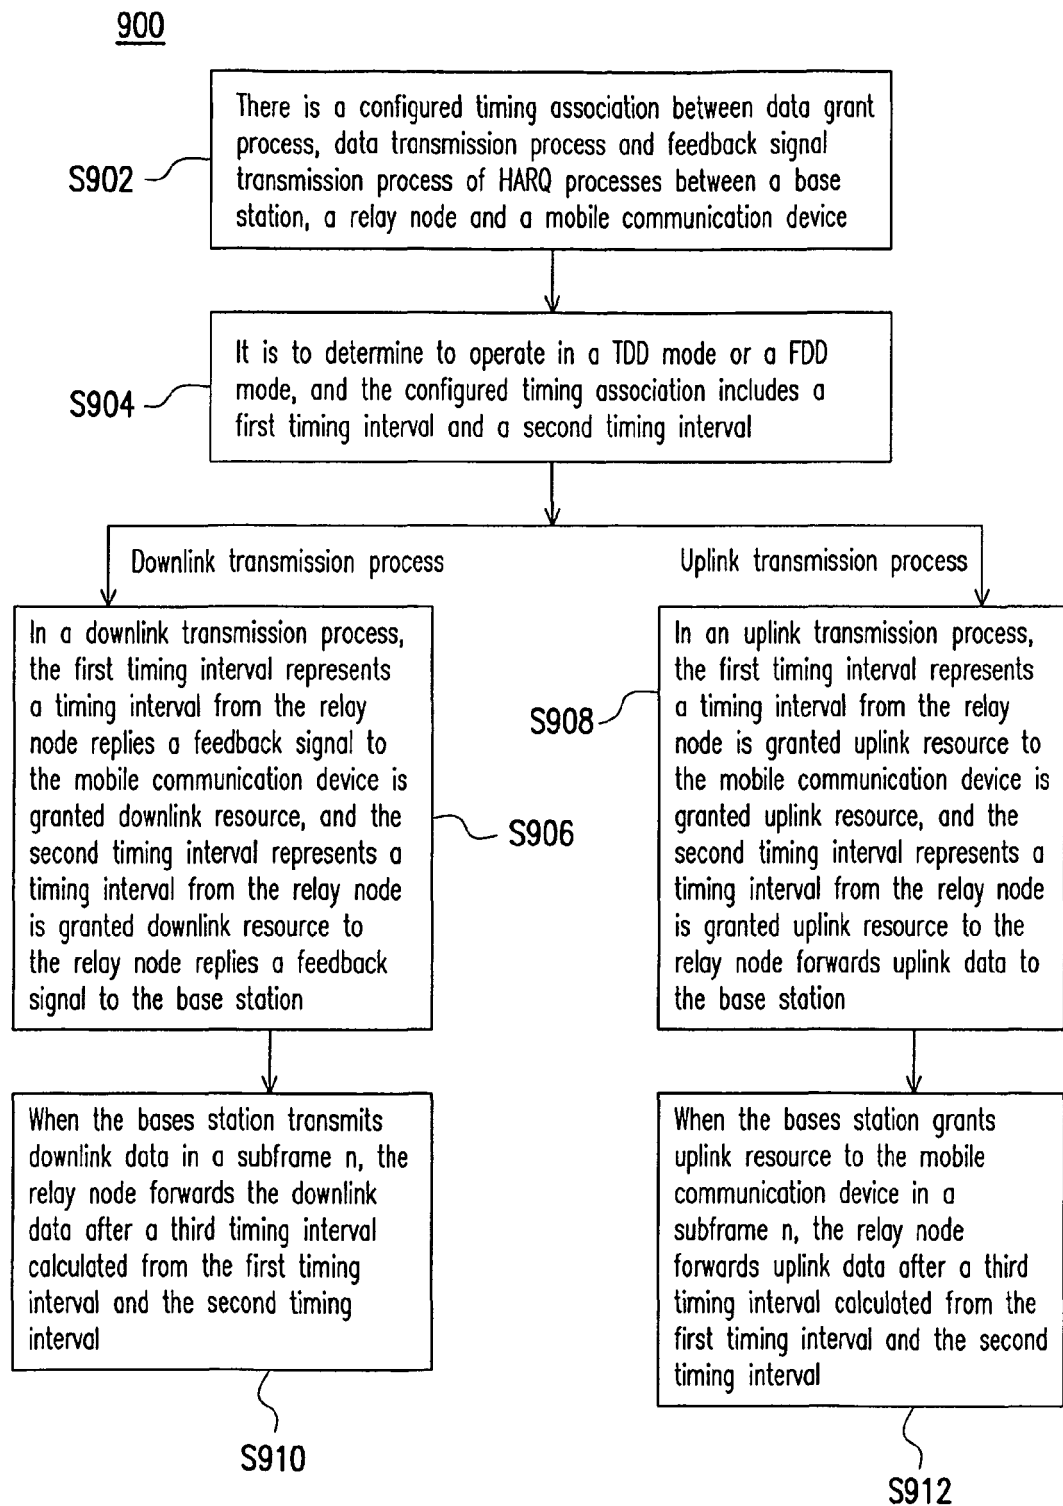 900
There is a configured timing association between data grant
process, data transmission process and feedback signal
transmission process of HARQ processes between a base
station, a relay node and a mobile communication device
S902
It is to determine to operate in a TDD mode or a FDD
mode, and the configured timing association includes a
first timing interval and a second timing interval
S904
Downlink transmission process
Uplink transmission process
In a downlink transmission process,
the first timing interval represents
a timing interval from the relay
node replies a feedback signal to
the mobile communication device is
granted downlink resource, and the
second timing interval represents a
timing interval from the relay node
is granted downlink resource to
the relay node replies a feedback
signal to the base station
S906
In an uplink transmission process,
the first timing interval represents
a timing interval from the relay
node is granted uplink resource to
the mobile communication device is
granted uplink resource, and the
second timing interval represents a
timing interval from the relay node
is granted uplink resource to the
relay node forwards uplink data to
the base station
S908
When the bases station transmits
downlink data in a subframe n, the
relay node forwards the downlink
data after a third timing interval
calculated from the first timing
interval and the second timing
interval
S910
When the bases station grants
uplink resource to the mobile
communication device in a
subframe n, the relay node
forwards uplink data after a third
timing interval calculated from the
first timing interval and the second
timing interval
S912